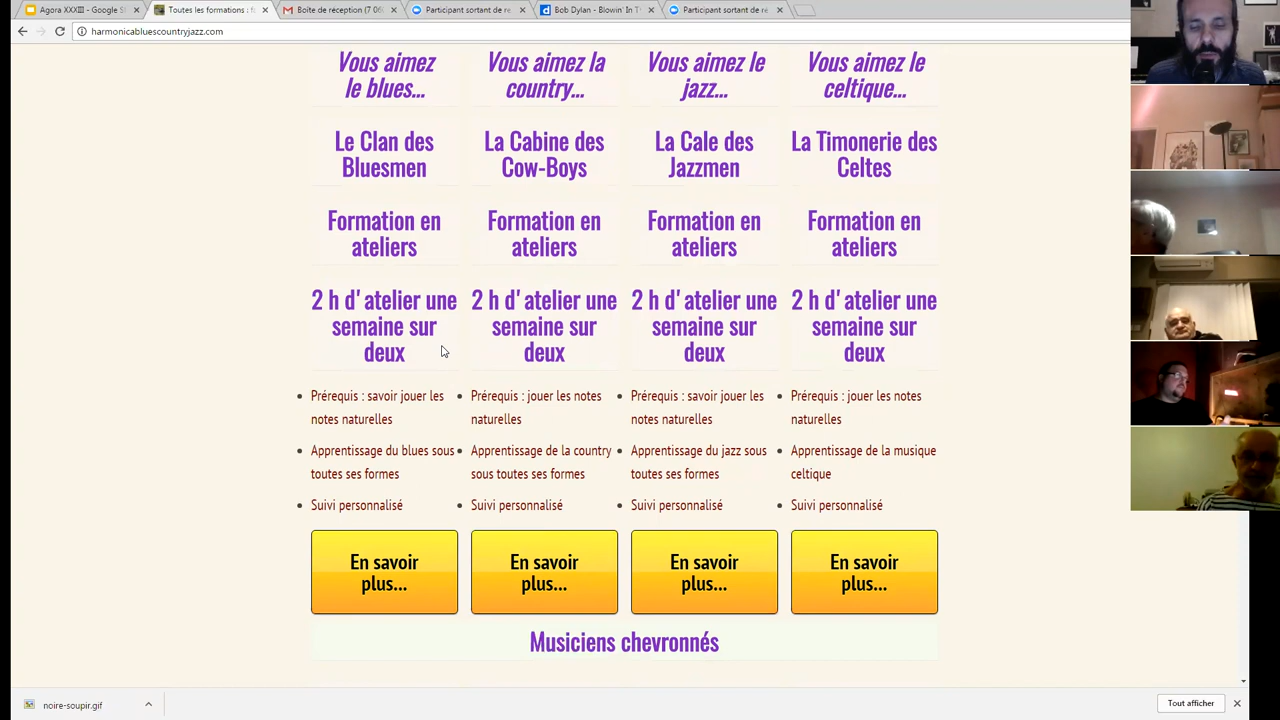 Agora XXXIII - Google S
Toutes les formations : f
Boîte de réception (7 06
Participant sortant de ré
Bob Dylan - Blowin' In T
Participant sortant de ré
harmonicabluescountryjazz.com
Vous aimez
le blues...
Vous aimez la
country...
Vous aimez le
jazz...
Vous aimez le
celtique...
Le Clan des
Bluesmen
La Cabine des
Cow-Boys
La Cale des
Jazzmen
La Timonerie des
Celtes
Formation en
ateliers
Formation en
ateliers
Formation en
ateliers
Formation en
ateliers
2 h d'atelier une
semaine sur
deux
2 h d'atelier une
semaine sur
deux
2 h d'atelier une
semaine sur
deux
2 h d'atelier une
semaine sur
deux
Prérequis : savoir jouer les
notes naturelles
Apprentissage du blues sous
toutes ses formes
Suivi personnalisé
Prérequis : jouer les notes
naturelles
Apprentissage de la country
sous toutes ses formes
Suivi personnalisé
Prérequis : savoir jouer les
notes naturelles
Apprentissage du jazz sous
toutes ses formes
Suivi personnalisé
Prérequis : jouer les notes
naturelles
Apprentissage de la musique
celtique
Suivi personnalisé
En savoir
plus...
En savoir
plus...
En savoir
plus...
En savoir
plus...
Musiciens chevronnés
noire-soupir.gif
Tout afficher